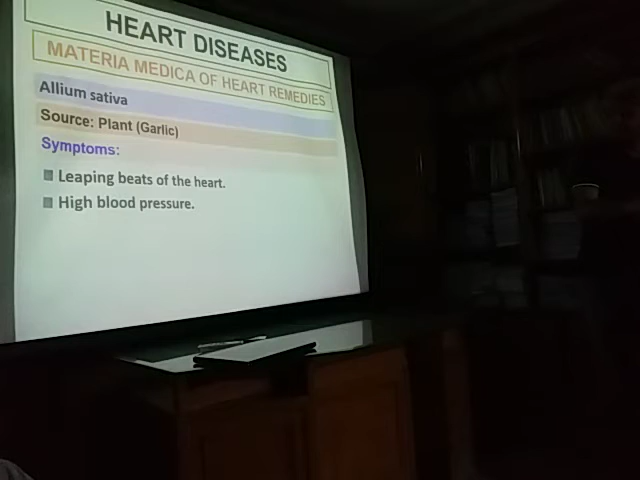 HEART DISEASES
MATERIA MEDICA OF HEART REMEDIES
Allium sativa
Source: Plant (Garlic)
Symptoms:
Leaping beats of the heart.
High blood pressure.